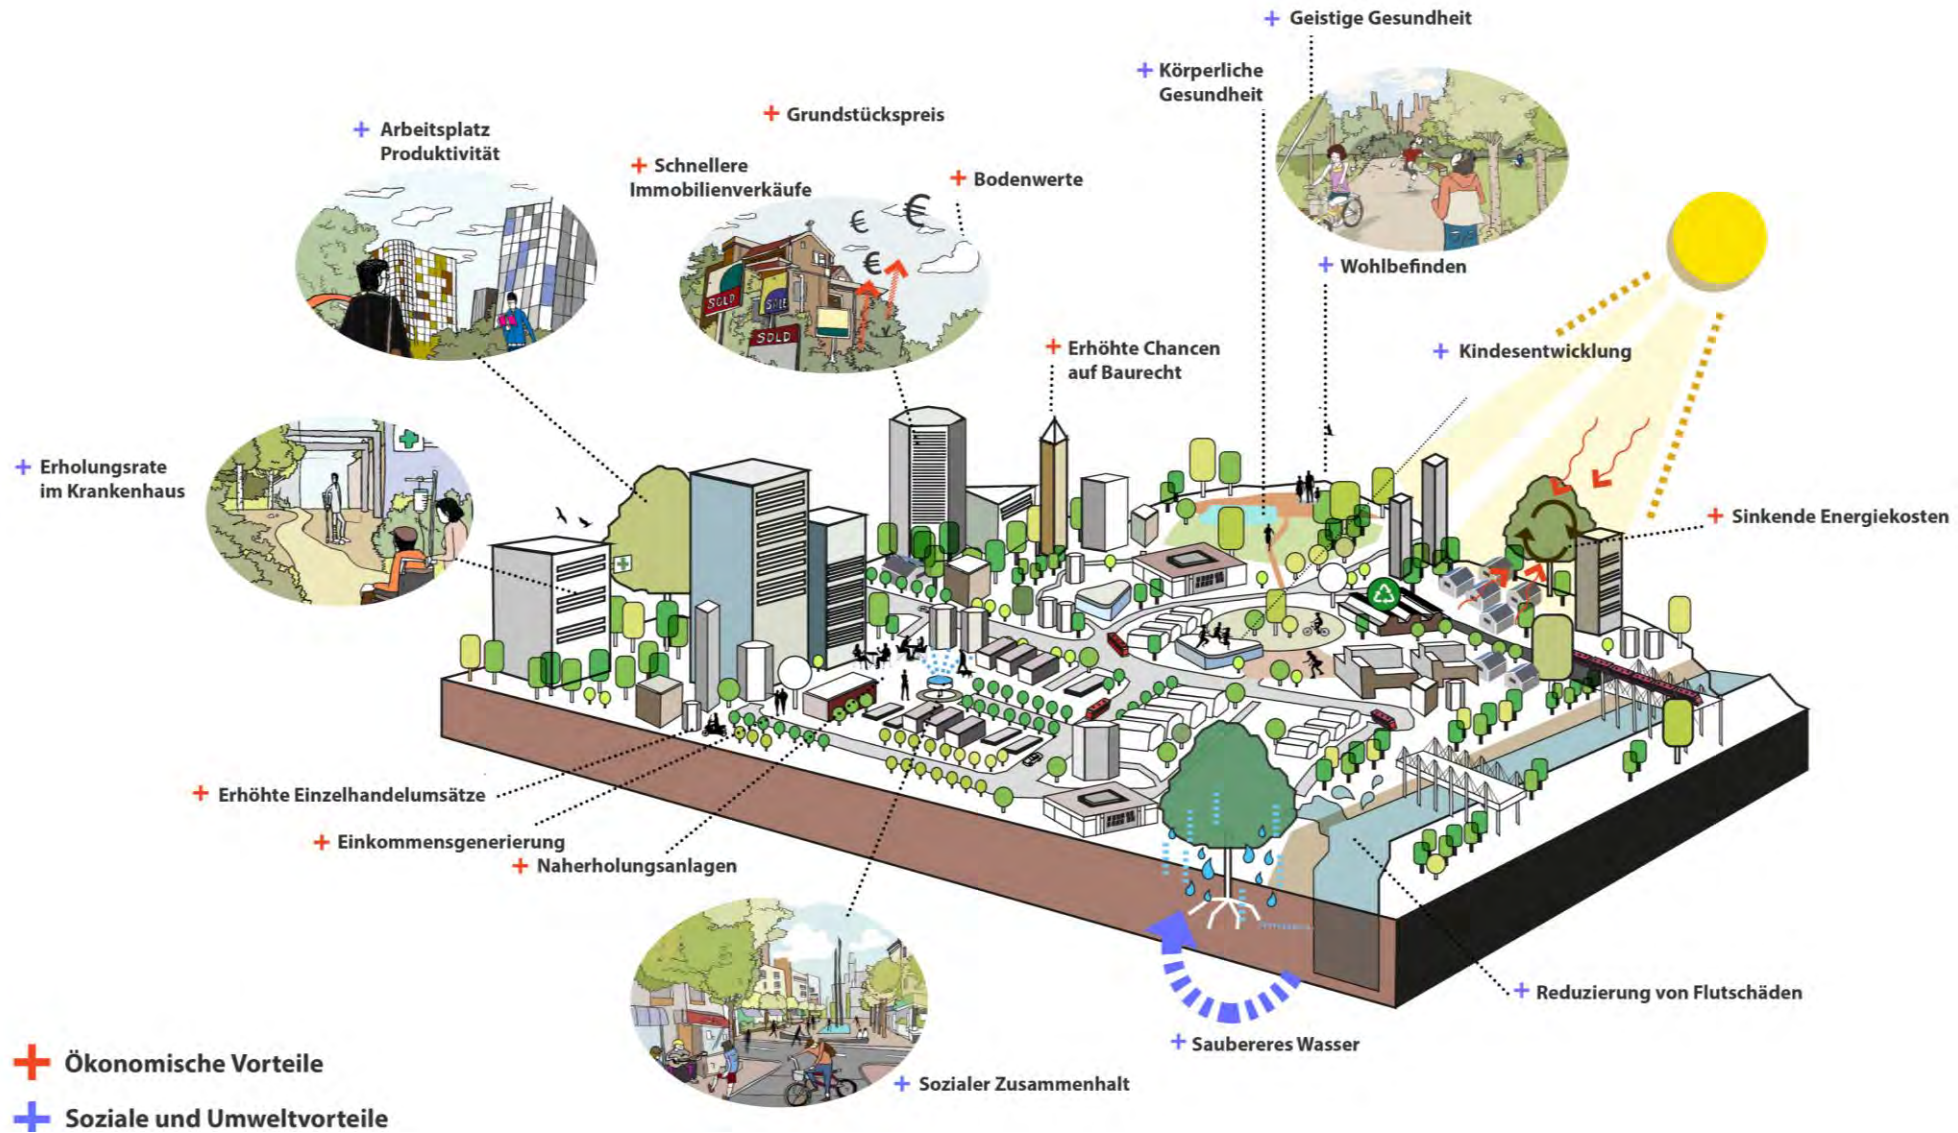 + Geistige Gesundheit
+ Körperliche
Gesundheit
+ Grundstückspreis
+ Arbeitsplatz
Produktivität
+ Schnellere
Immobilienverkäufe
+ Bodenwerte
€
€
€
SOLD
SOLD
+ Wohlbefinden
+ Erhöhte Chancen
auf Baurecht
+ Kindesentwicklung
+ Erholungsrate
im Krankenhaus
+ Sinkende Energiekosten
+ Erhöhte Einzelhandelumsätze
+ Einkommensgenerierung
+ Naherholungsanlagen
+ Reduzierung von Flutschäden
+ Saubereres Wasser
+ Sozialer Zusammenhalt
+ Ökonomische Vorteile
+ Soziale und Umweltvorteile